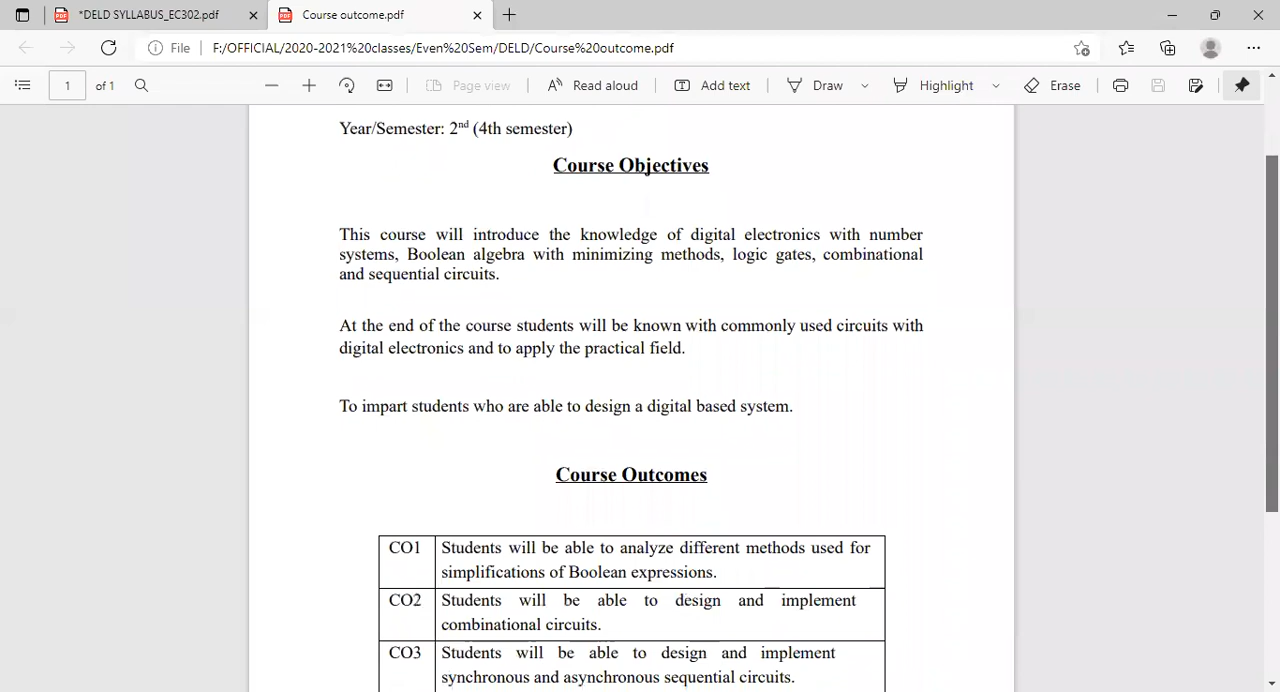 *DELD SYLLABUS_EC302.pdf
Course outcome.pdf
File
F:/OFFICIAL/2020-2021%20classes/Even%20Sem/DELD/Course%20outcome.pdf
1 of 1
Page view
Read aloud
Add text
Draw
Highlight
Erase
Year/Semester: 2nd (4th semester)
Course Objectives
This course will introduce the knowledge of digital electronics with number
systems, Boolean algebra with minimizing methods, logic gates, combinational
and sequential circuits.
At the end of the course students will be known with commonly used circuits with
digital electronics and to apply the practical field.
To impart students who are able to design a digital based system.
Course Outcomes
CO1 Students will be able to analyze different methods used for
simplifications of Boolean expressions.
CO2 Students will be able to design and implement
combinational circuits.
CO3 Students will be able to design and implement
synchronous and asynchronous sequential circuits.